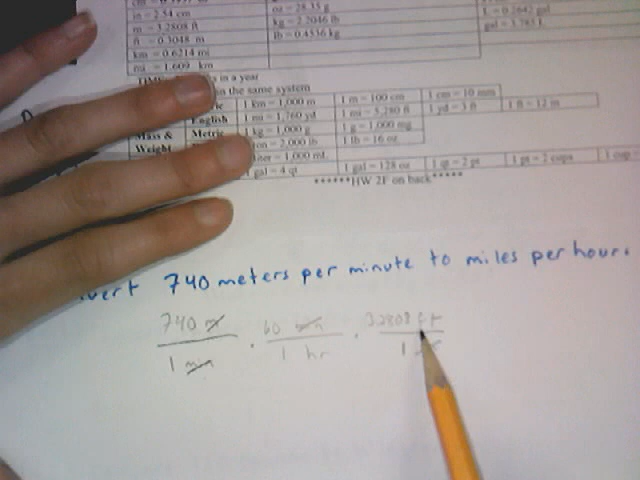 in = 2.54 cm
oz = 28.35 g
L = 0.2642 gal
m = 3.2808 ft
kg = 2.2046 lb
gal = 3.785 L
ft = 0.3048 m
lb = 0.4536 kg
km = 0.6214 mi
mi = 1.609 km
in a year
the same system
1 km = 1,000 m
1 m = 100 cm
1 cm = 10 mm
English
1 mi = 1,760 yd
1 mi = 5,280 ft
1 yd = 3 ft
1 ft = 12 in
Mass &
Metric
1 kg = 1,000 g
1 g = 1,000 mg
Weight
ton = 2,000 lb
1 lb = 16 oz
liter = 1,000 mL
gal = 4 qt
1 gal = 128 oz
1 qt = 2 pt
1 pt = 2 cups
1 cup =
******HW 2F on back*****
vert 740 meters per minute to miles per hour.
740 m 60 min 3.2808 ft
1 min · 1 hr · 1